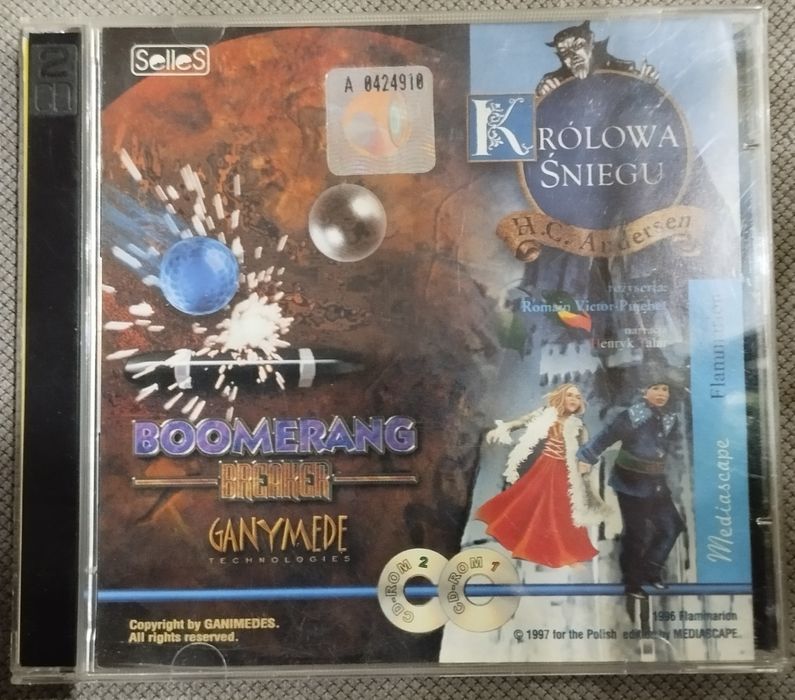 2
SelleS
A 0424910
KRÓLOWA
ŚNIEGU
H.C. Andersen
reżyseria:
Romain Victor-Pujebet
narracja
Henryk Talar
Flammarion
Mediascape
BOOMERANG
BREAKER
GANYMEDE
TECHNOLOGIES
CD-ROM 2
CD-ROM 1
Copyright by GANIMEDES.
All rights reserved.
1996 Flammarion
© 1997 for the Polish edition by MEDIASCAPE.